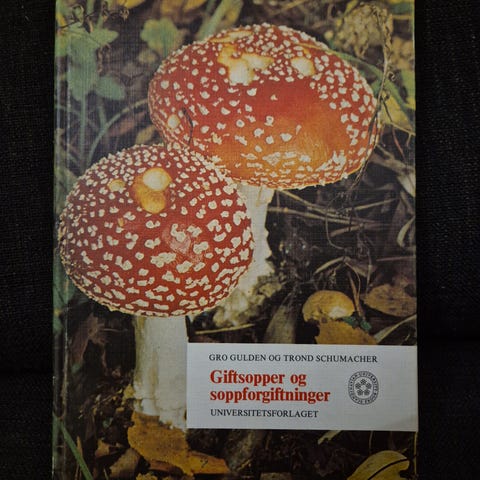 GRO GULDEN OG TROND SCHUMACHER
Giftsopper og
soppforgiftninger
UNIVERSITETSFORLAGET